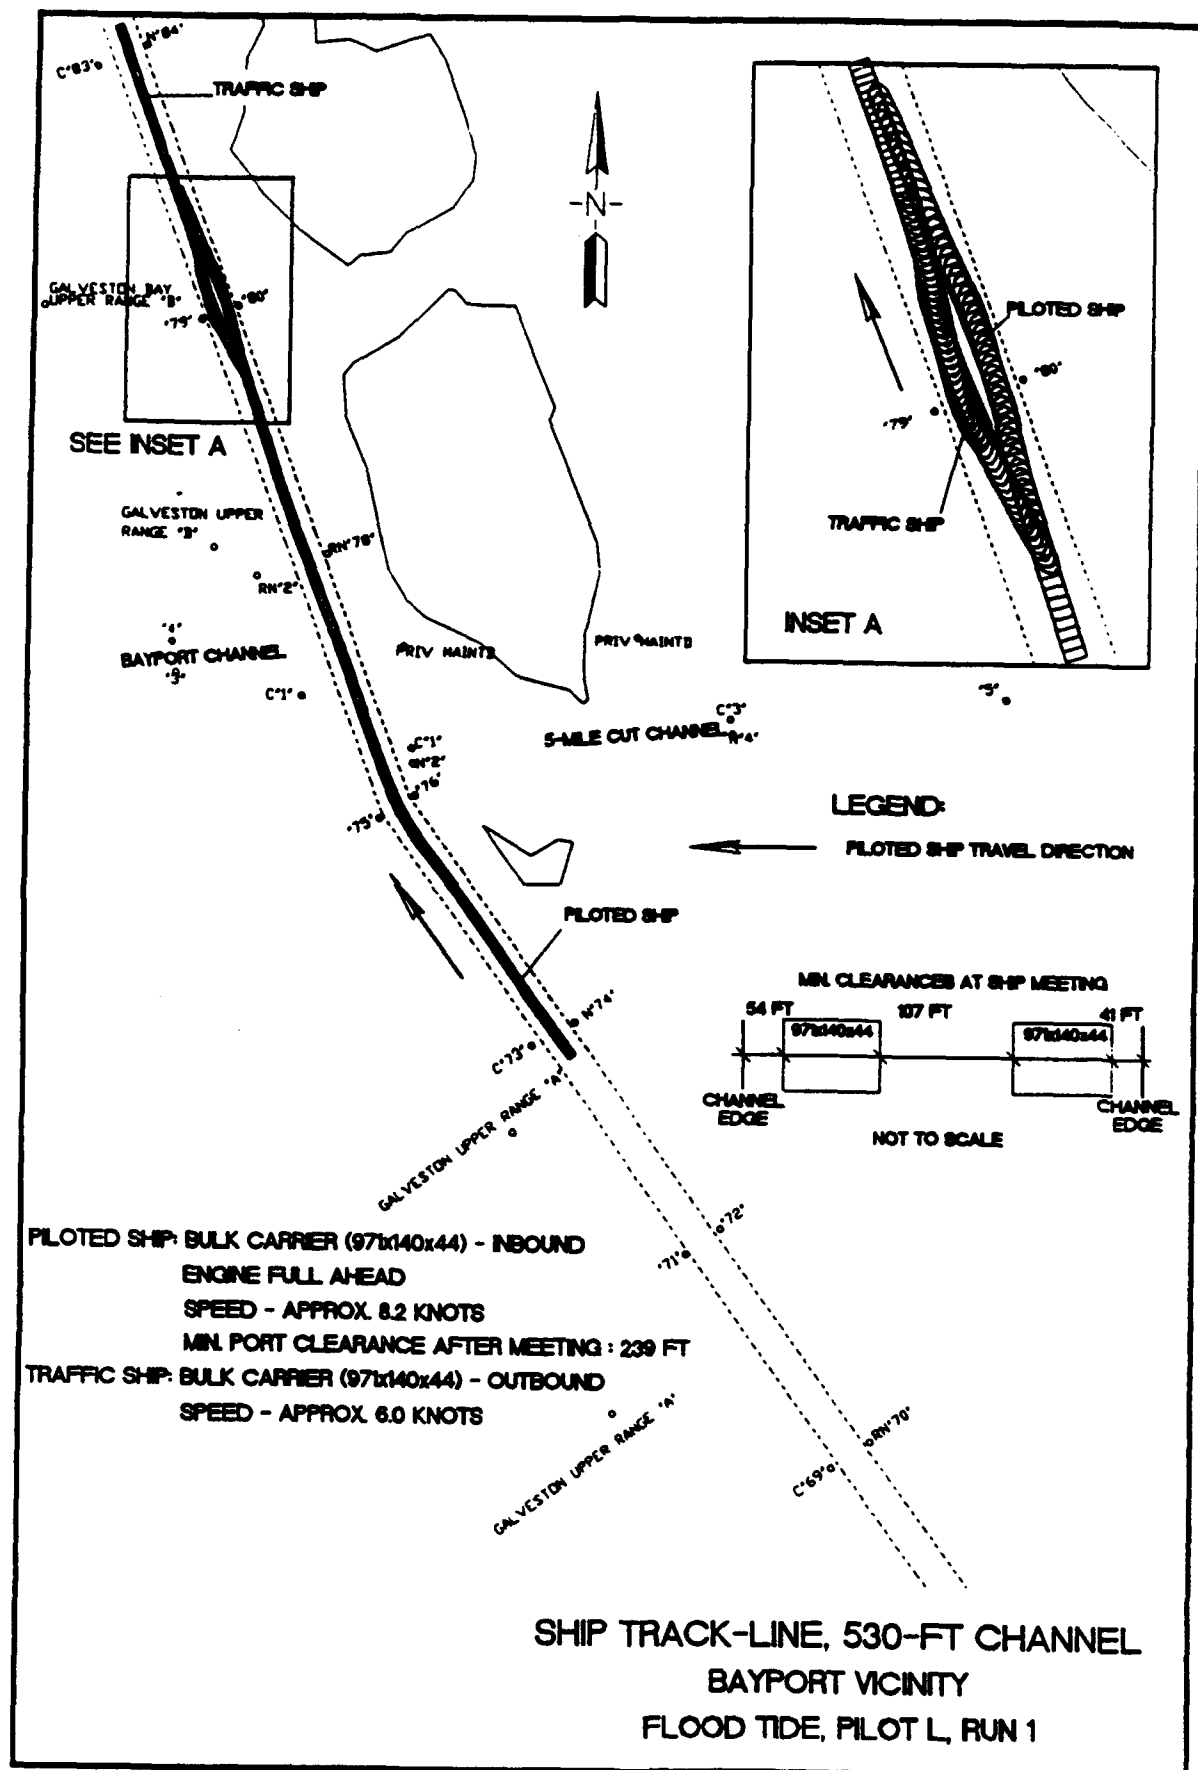 N"84"
C"83"
TRAFFIC SHIP
N
GALVESTON BAY
UPPER RANGE "B"
"80"
"79"
SEE INSET A
GALVESTON UPPER
RANGE "B"
RN"78"
RN"2"
"4"
BAYPORT CHANNEL
"3"
C"1"
PRIV MAINTD
PRIV MAINTD
PILOTED SHIP
"80"
"79"
TRAFFIC SHIP
INSET A
"5"
C"3"
5-MILE CUT CHANNEL
R"4"
C"1"
RN"2"
"76"
"75"
LEGEND:
PILOTED SHIP TRAVEL DIRECTION
PILOTED SHIP
N"74"
C"73"
GALVESTON UPPER RANGE "A"
MIN. CLEARANCES AT SHIP MEETING
54 FT
107 FT
41 FT
971x140x44
971x140x44
CHANNEL
EDGE
CHANNEL
EDGE
NOT TO SCALE
"72"
"71"
PILOTED SHIP: BULK CARRIER (971x140x44) - INBOUND
ENGINE FULL AHEAD
SPEED - APPROX. 8.2 KNOTS
MIN. PORT CLEARANCE AFTER MEETING : 239 FT
TRAFFIC SHIP: BULK CARRIER (971x140x44) - OUTBOUND
SPEED - APPROX. 6.0 KNOTS
GALVESTON UPPER RANGE "A"
RN"70"
C"69"
SHIP TRACK-LINE, 530-FT CHANNEL
BAYPORT VICINITY
FLOOD TIDE, PILOT L, RUN 1